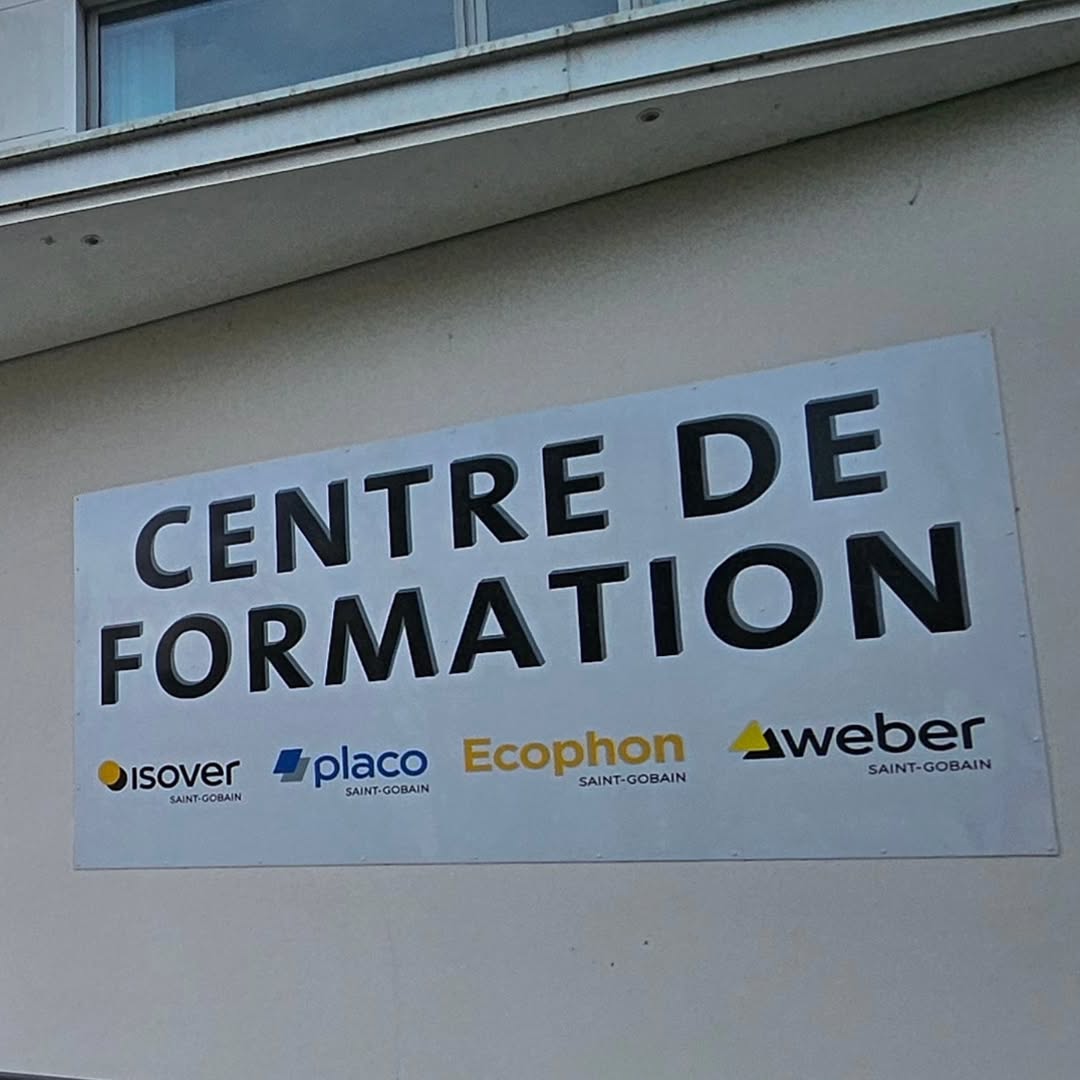 CENTRE DE
FORMATION
isover placo Ecophon weber
SAINT-GOBAIN SAINT-GOBAIN SAINT-GOBAIN SAINT-GOBAIN